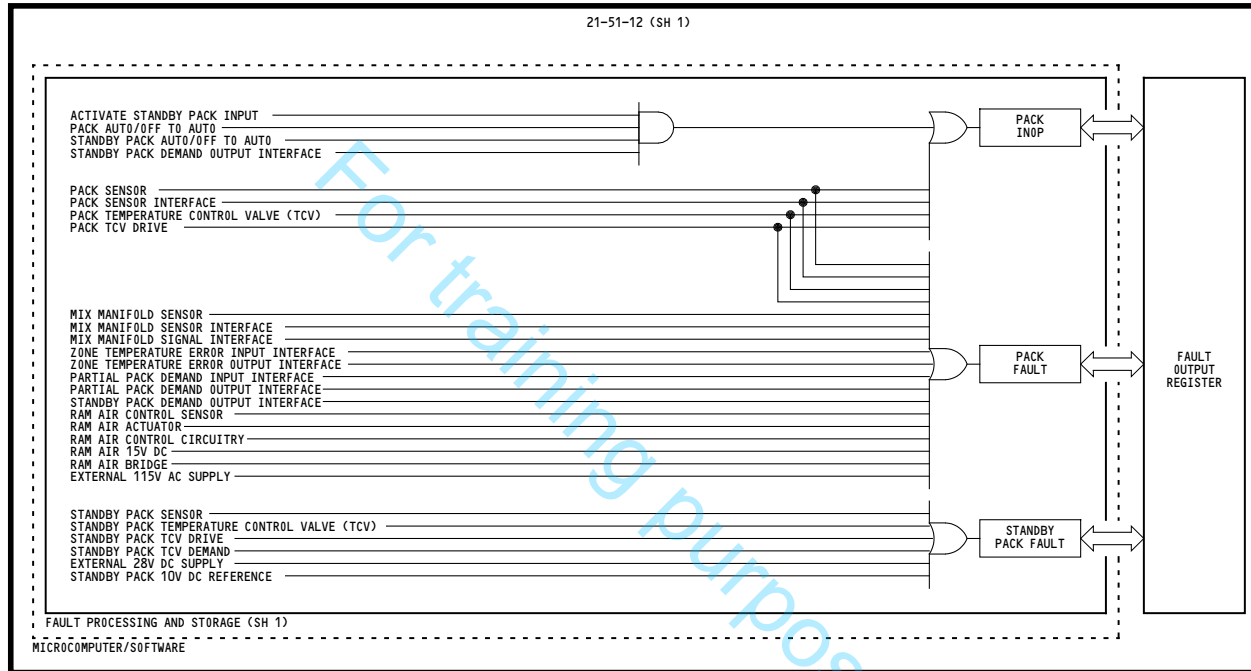 21-51-12 (SH 1)
ACTIVATE STANDBY PACK INPUT
PACK AUTO/OFF TO AUTO
STANDBY PACK AUTO/OFF TO AUTO
STANDBY PACK DEMAND OUTPUT INTERFACE
PACK
INOP
PACK SENSOR
PACK SENSOR INTERFACE
PACK TEMPERATURE CONTROL VALVE (TCV)
PACK TCV DRIVE
MIX MANIFOLD SENSOR
MIX MANIFOLD SENSOR INTERFACE
MIX MANIFOLD SIGNAL INTERFACE
ZONE TEMPERATURE ERROR INPUT INTERFACE
ZONE TEMPERATURE ERROR OUTPUT INTERFACE
PARTIAL PACK DEMAND INPUT INTERFACE
PARTIAL PACK DEMAND OUTPUT INTERFACE
STANDBY PACK DEMAND OUTPUT INTERFACE
RAM AIR CONTROL SENSOR
RAM AIR ACTUATOR
RAM AIR CONTROL CIRCUITRY
RAM AIR 15V DC
RAM AIR BRIDGE
EXTERNAL 115V AC SUPPLY
PACK
FAULT
FAULT
OUTPUT
REGISTER
STANDBY PACK SENSOR
STANDBY PACK TEMPERATURE CONTROL VALVE (TCV)
STANDBY PACK TCV DRIVE
STANDBY PACK TCV DEMAND
EXTERNAL 28V DC SUPPLY
STANDBY PACK 10V DC REFERENCE
STANDBY
PACK FAULT
FAULT PROCESSING AND STORAGE (SH 1)
MICROCOMPUTER/SOFTWARE
For training purpos